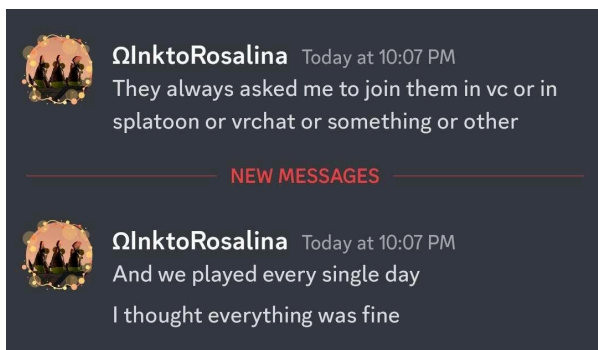 ΩInktoRosalina Today at 10:07 PM
They always asked me to join them in vc or in
splatoon or vrchat or something or other
NEW MESSAGES
ΩInktoRosalina Today at 10:07 PM
And we played every single day
I thought everything was fine